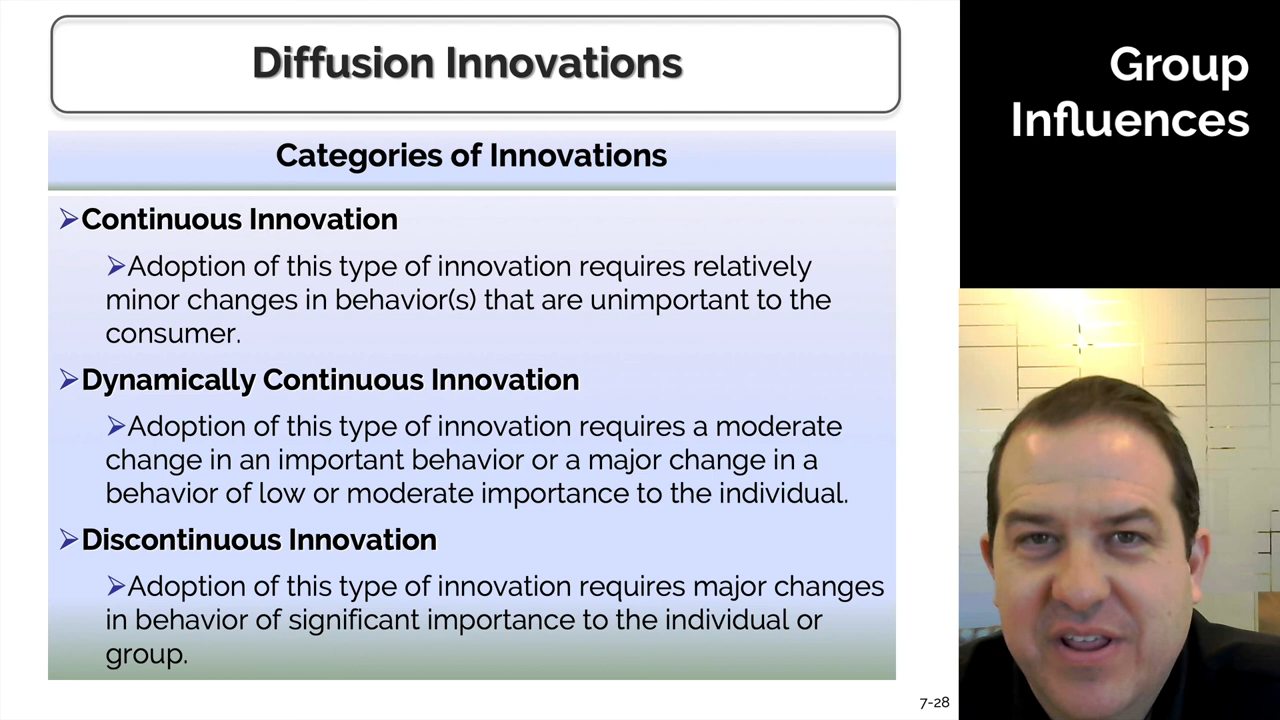 Diffusion Innovations
Categories of Innovations
➢Continuous Innovation
➢Adoption of this type of innovation requires relatively
minor changes in behavior(s) that are unimportant to the
consumer.
➢Dynamically Continuous Innovation
➢Adoption of this type of innovation requires a moderate
change in an important behavior or a major change in a
behavior of low or moderate importance to the individual.
➢Discontinuous Innovation
➢Adoption of this type of innovation requires major changes
in behavior of significant importance to the individual or
group.
7-28
Group
Influences